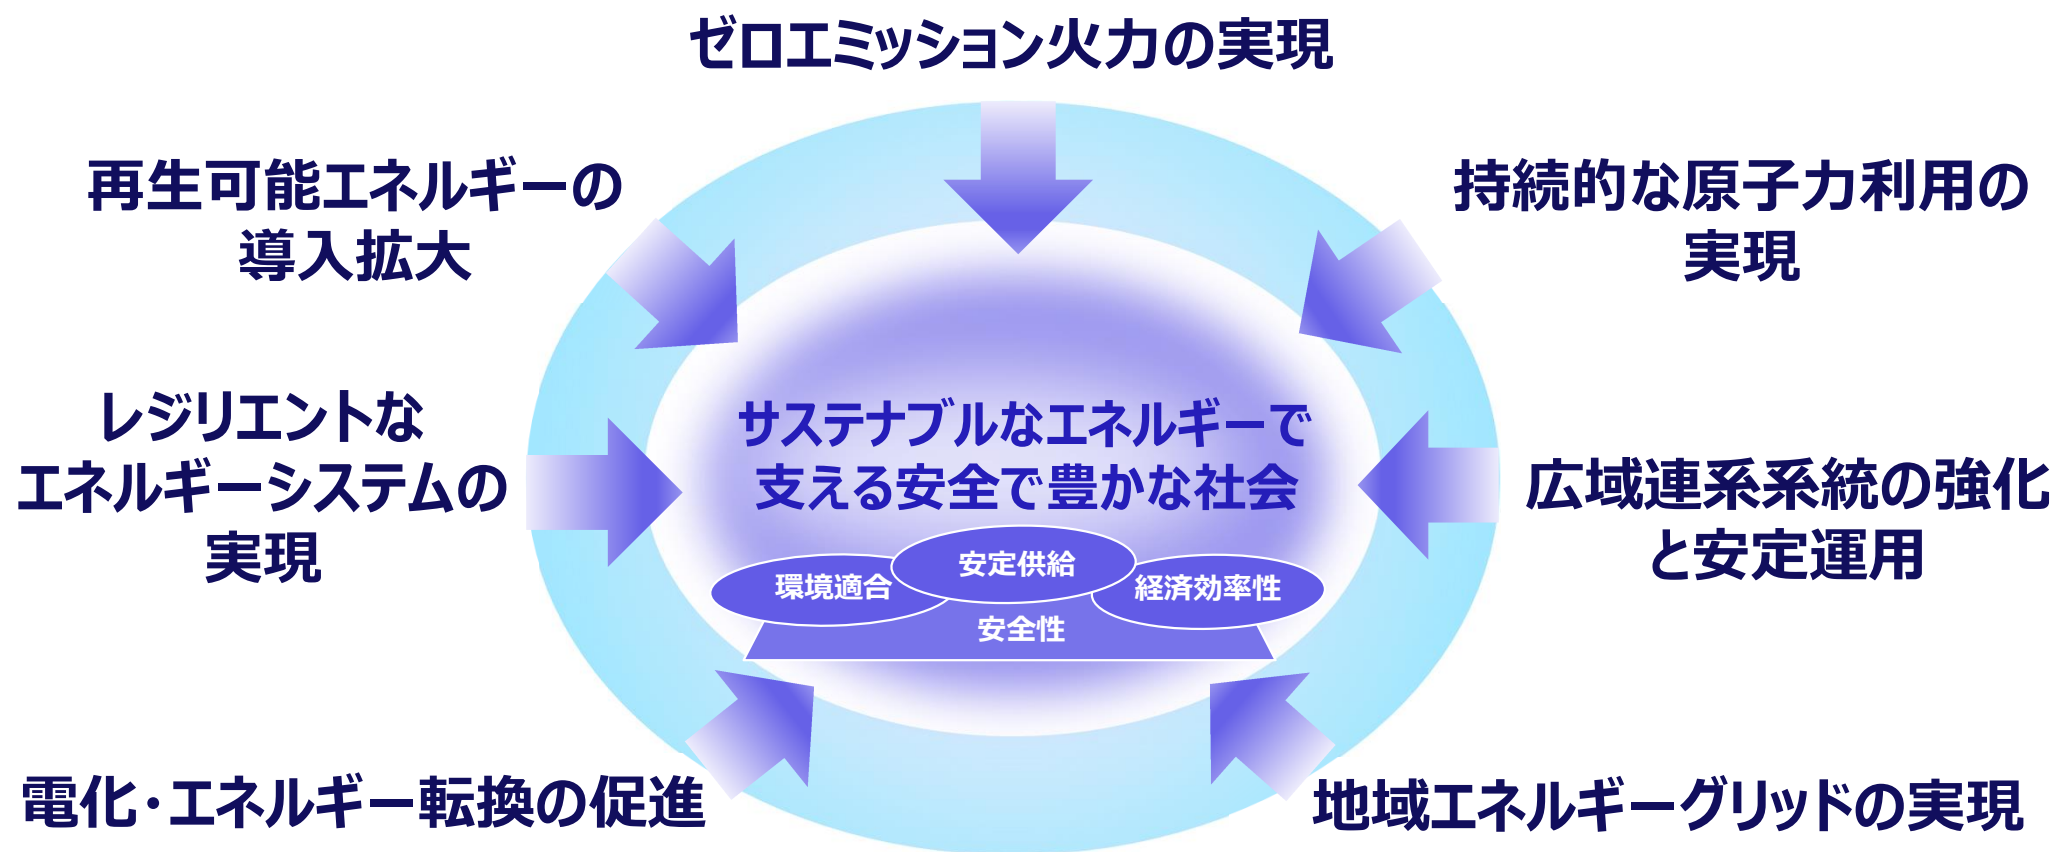 ゼロエミッション火力の実現
再生可能エネルギーの
導入拡大
持続的な原子力利用の
実現
レジリエントな
エネルギーシステムの
実現
サステナブルなエネルギーで
支える安全で豊かな社会
広域連系系統の強化
と安定運用
環境適合
安定供給
経済効率性
安全性
電化・エネルギー転換の促進
地域エネルギーグリッドの実現